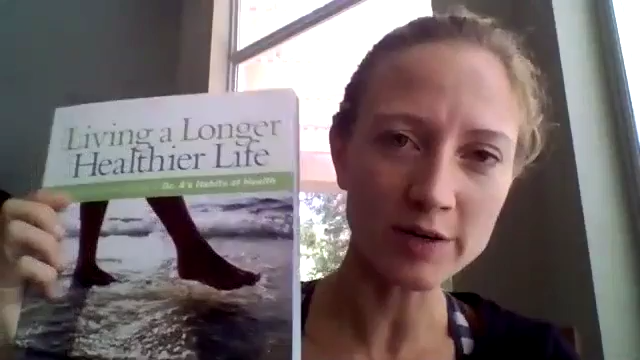 Living a Longer
Healthier Life
Dr. A's Habits of Health